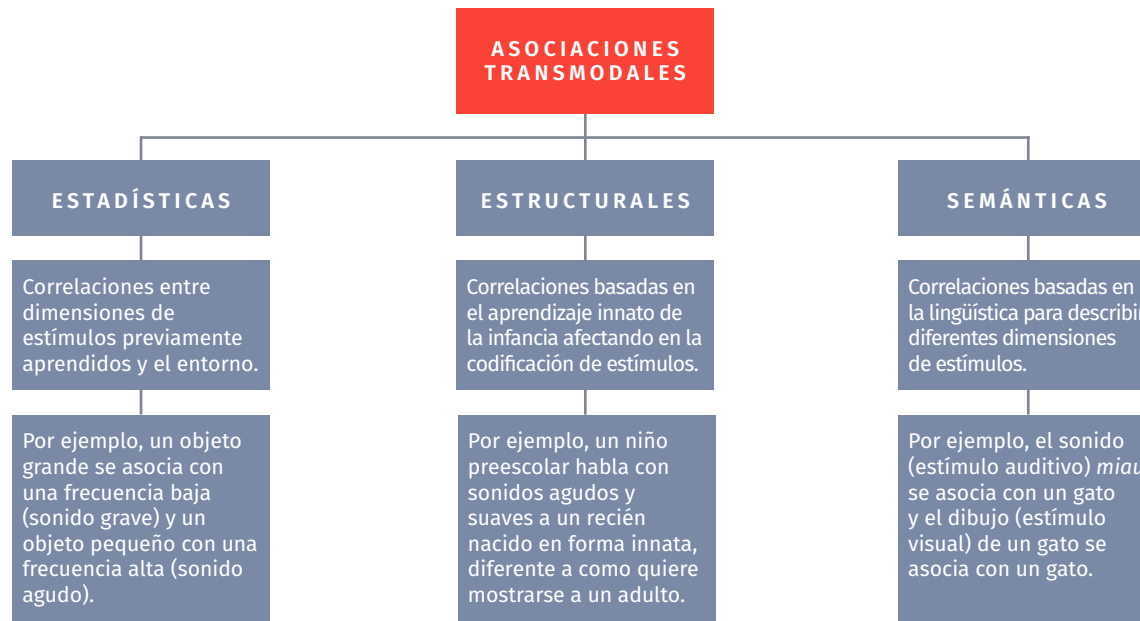 ASOCIACIONES
TRANSMODALES
ESTADÍSTICAS
Correlaciones entre
dimensiones de
estímulos previamente
aprendidos y el entorno.
Por ejemplo, un objeto
grande se asocia con
una frecuencia baja
(sonido grave) y un
objeto pequeño con una
frecuencia alta (sonido
agudo).
ESTRUCTURALES
Correlaciones basadas en
el aprendizaje innato de
la infancia afectando en la
codificación de estímulos.
Por ejemplo, un niño
preescolar habla con
sonidos agudos y
suaves a un recién
nacido en forma innata,
diferente a como quiere
mostrarse a un adulto.
SEMÁNTICAS
Correlaciones basadas en
la lingüística para describir
diferentes dimensiones
de estímulos.
Por ejemplo, el sonido
(estímulo auditivo) miau
se asocia con un gato
y el dibujo (estímulo
visual) de un gato se
asocia con un gato.